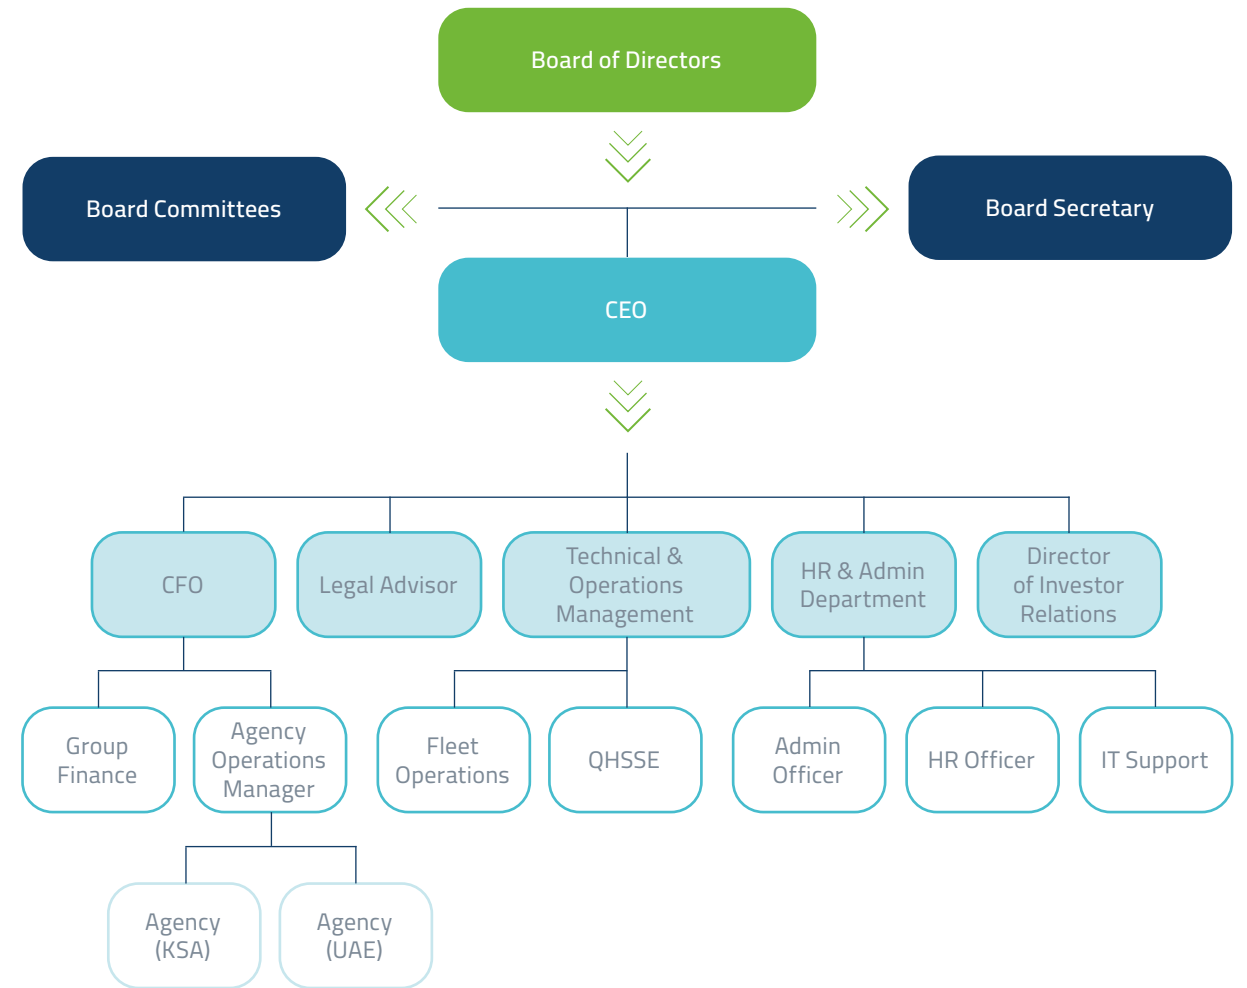 Board of Directors
Board Committees
Board Secretary
CEO
CFO
Legal Advisor
Technical &
Operations
Management
HR & Admin
Department
Director
of Investor
Relations
Group
Finance
Agency
Operations
Manager
Fleet
Operations
QHSSE
Admin
Officer
HR Officer
IT Support
Agency
(KSA)
Agency
(UAE)